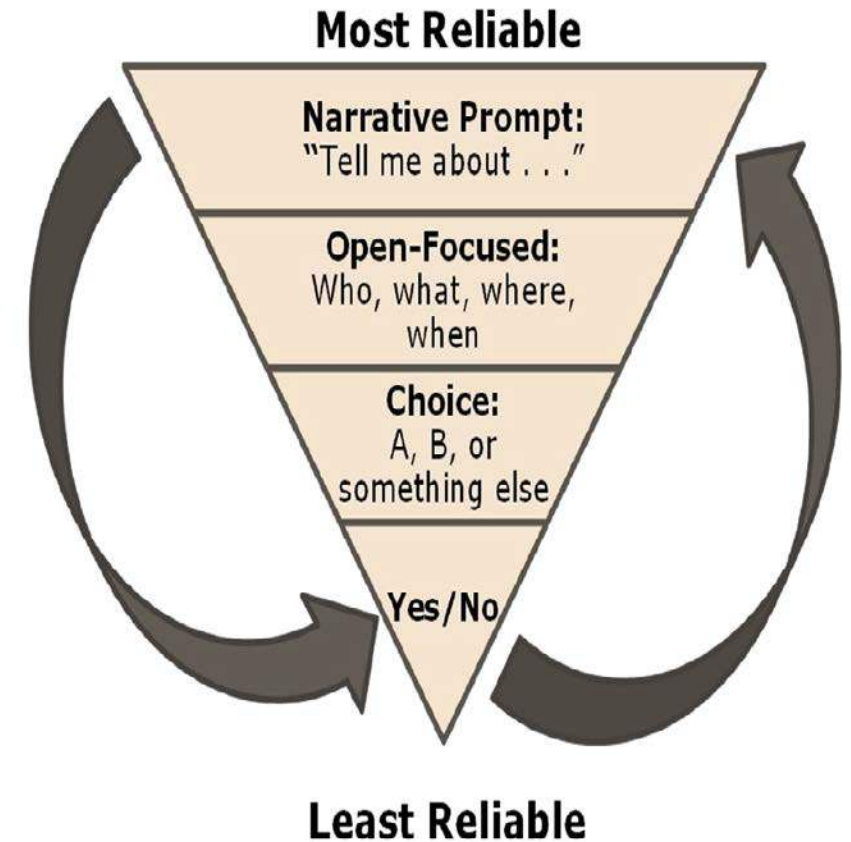 Most Reliable
Narrative Prompt:
“Tell me about . . .”
Open-Focused:
Who, what, where,
when
Choice:
A, B, or
something else
Yes/No
Least Reliable